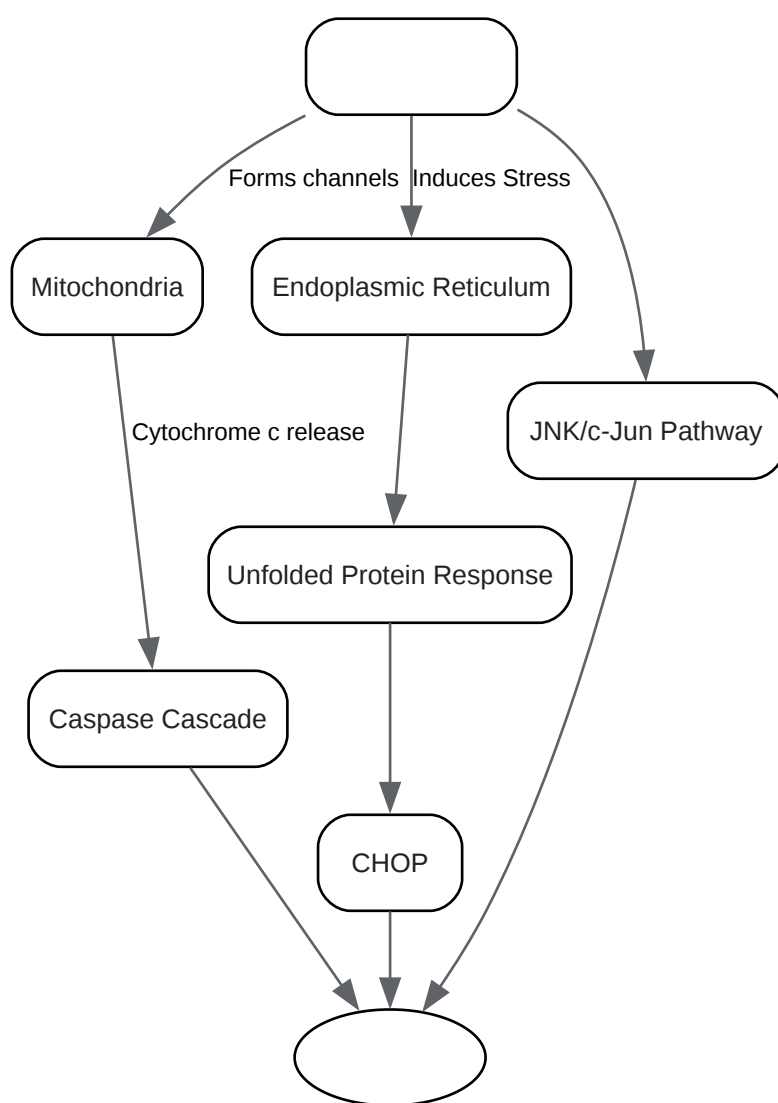 Forms channels
Induces Stress
Mitochondria
Endoplasmic Reticulum
JNK/c-Jun Pathway
Cytochrome c release
Unfolded Protein Response
Caspase Cascade
CHOP